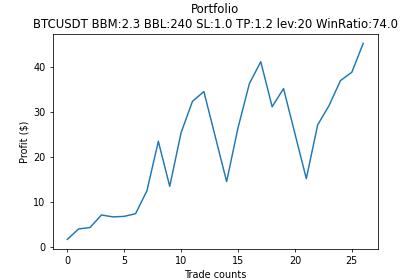 Portfolio
BTCUSDT BBM:2.3 BBL:240 SL:1.0 TP:1.2 lev:20 WinRatio:74.0
Profit ($)
40
30
20
10
0
0 5 10 15 20 25
Trade counts